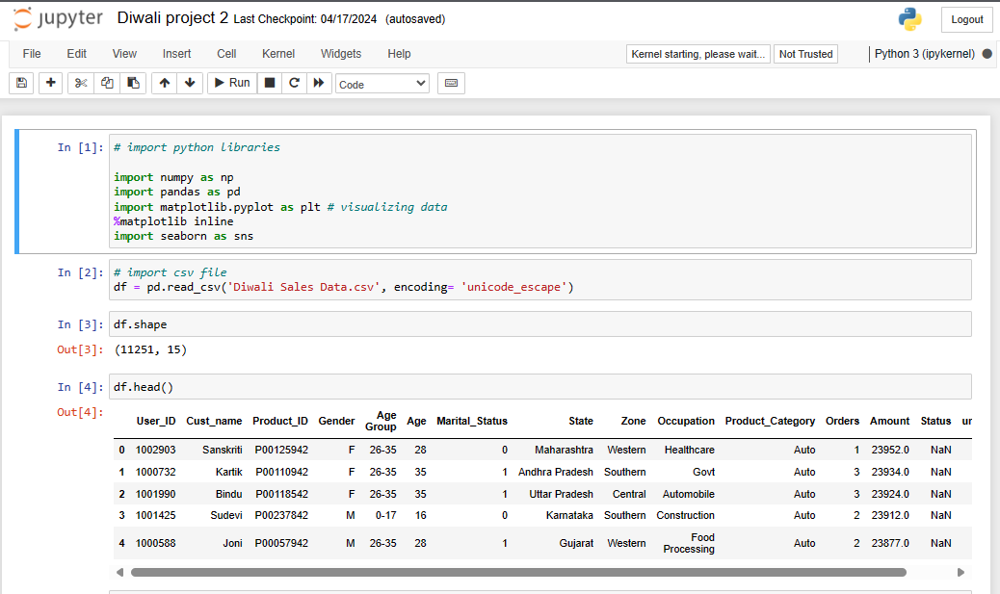 jupyter Diwali project 2 Last Checkpoint: 04/17/2024 (autosaved) Logout
File Edit View Insert Cell Kernel Widgets Help Kernel starting, please wait... Not Trusted Python 3 (ipykernel)
Run Code
In [1]: # import python libraries
import numpy as np
import pandas as pd
import matplotlib.pyplot as plt # visualizing data
%matplotlib inline
import seaborn as sns
In [2]: # import csv file
df = pd.read_csv('Diwali Sales Data.csv', encoding= 'unicode_escape')
In [3]: df.shape
Out[3]: (11251, 15)
In [4]: df.head()
Out[4]:
User_ID Cust_name Product_ID Gender Age Group Age Marital_Status State Zone Occupation Product_Category Orders Amount Status ur
0 1002903 Sanskriti P00125942 F 26-35 28 0 Maharashtra Western Healthcare Auto 1 23952.0 NaN
1 1000732 Kartik P00110942 F 26-35 35 1 Andhra Pradesh Southern Govt Auto 3 23934.0 NaN
2 1001990 Bindu P00118542 F 26-35 35 1 Uttar Pradesh Central Automobile Auto 3 23924.0 NaN
3 1001425 Sudevi P00237842 M 0-17 16 0 Karnataka Southern Construction Auto 2 23912.0 NaN
4 1000588 Joni P00057942 M 26-35 28 1 Gujarat Western Food Processing Auto 2 23877.0 NaN